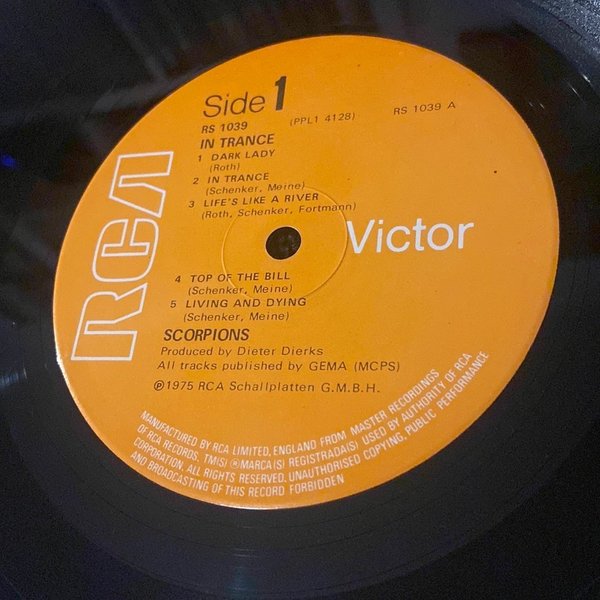 Side 1
RS 1039
(PPL1 4128)
RS 1039 A
IN TRANCE
1 DARK LADY
(Roth)
2 IN TRANCE
(Schenker, Meine)
3 LIFE'S LIKE A RIVER
(Roth, Schenker, Fortmann)
RCA
Victor
4 TOP OF THE BILL
(Schenker, Meine)
5 LIVING AND DYING
(Schenker, Meine)
SCORPIONS
Produced by Dieter Dierks
All tracks published by GEMA (MCPS)
℗1975 RCA Schallplatten G.M.B.H.
MANUFACTURED BY RCA LIMITED, ENGLAND FROM MASTER RECORDINGS
OF RCA RECORDS, TM(S) ® MARCA(S) REGISTRADA(S) USED BY AUTHORITY OF RCA
CORPORATION. ALL RIGHTS RESERVED. UNAUTHORISED COPYING, PUBLIC PERFORMANCE
AND BROADCASTING OF THIS RECORD FORBIDDEN